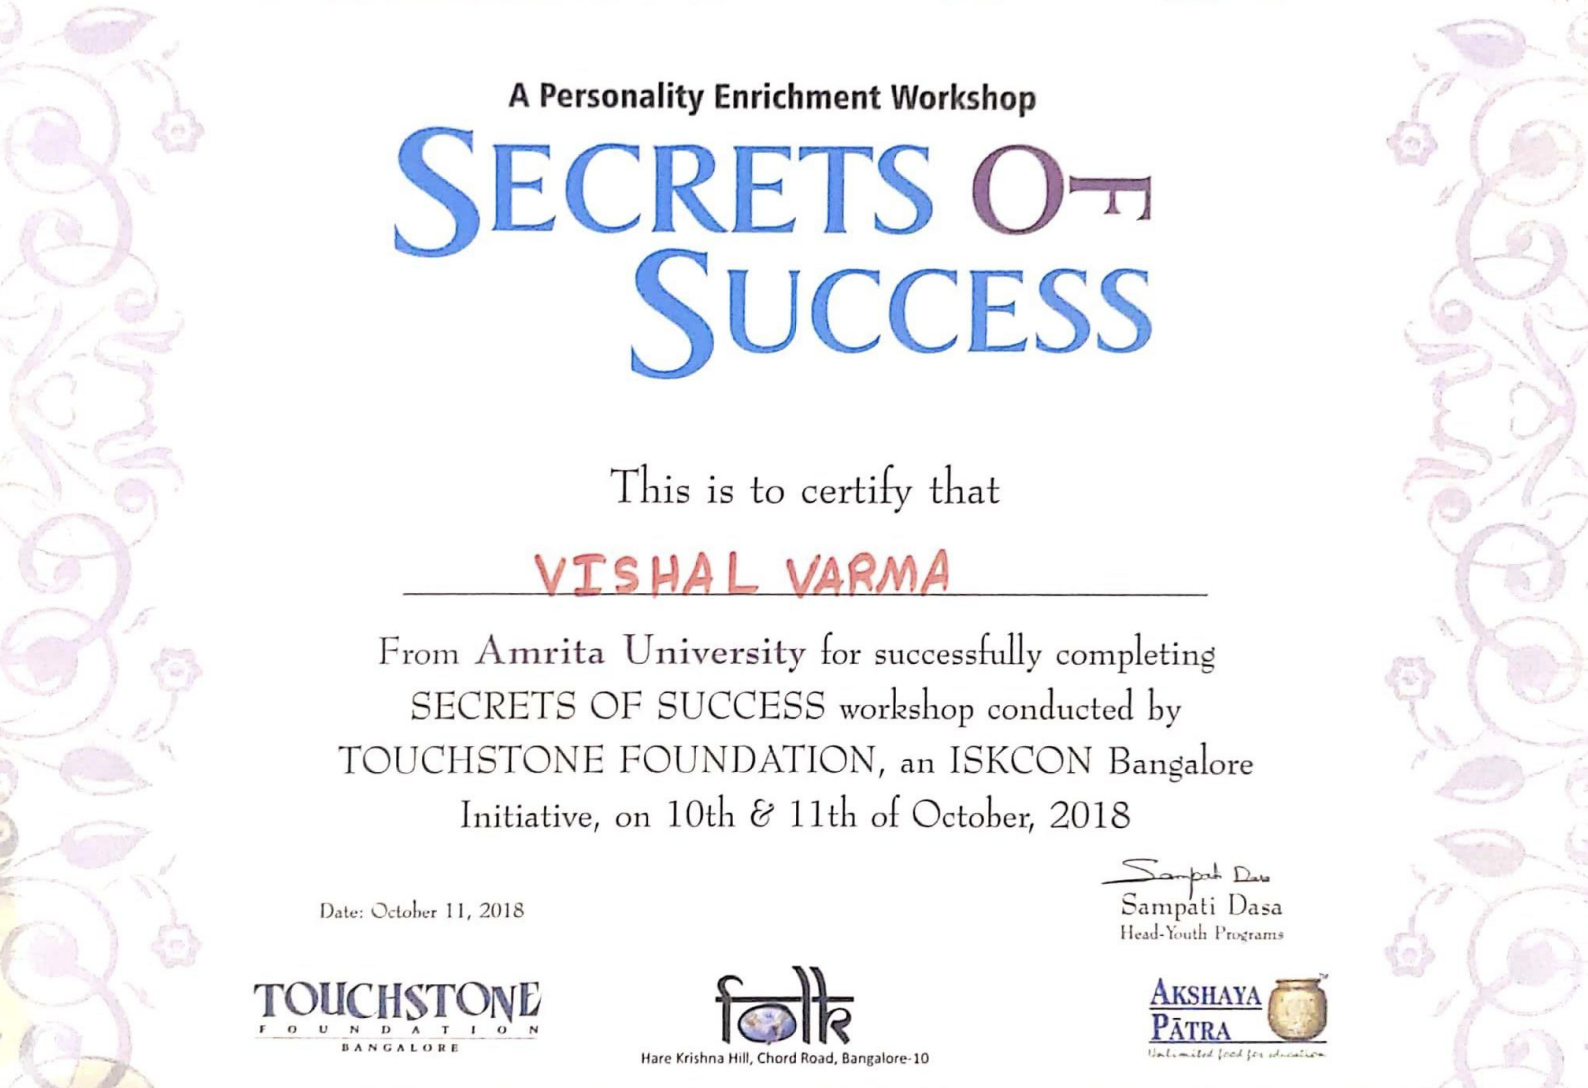 A Personality Enrichment Workshop
SECRETS OF
SUCCESS
This is to certify that
VISHAL VARMA
From Amrita University for successfully completing
SECRETS OF SUCCESS workshop conducted by
TOUCHSTONE FOUNDATION, an ISKCON Bangalore
Initiative, on 10th & 11th of October, 2018
Sampati Dasa
Date: October 11, 2018
Sampati Dasa
Head-Youth Programs
TOUCHSTONE
FOUNDATION
BANGALORE
folk
Hare Krishna Hill, Chord Road, Bangalore-10
AKSHAYA
PĀTRA
Unlimited food for education